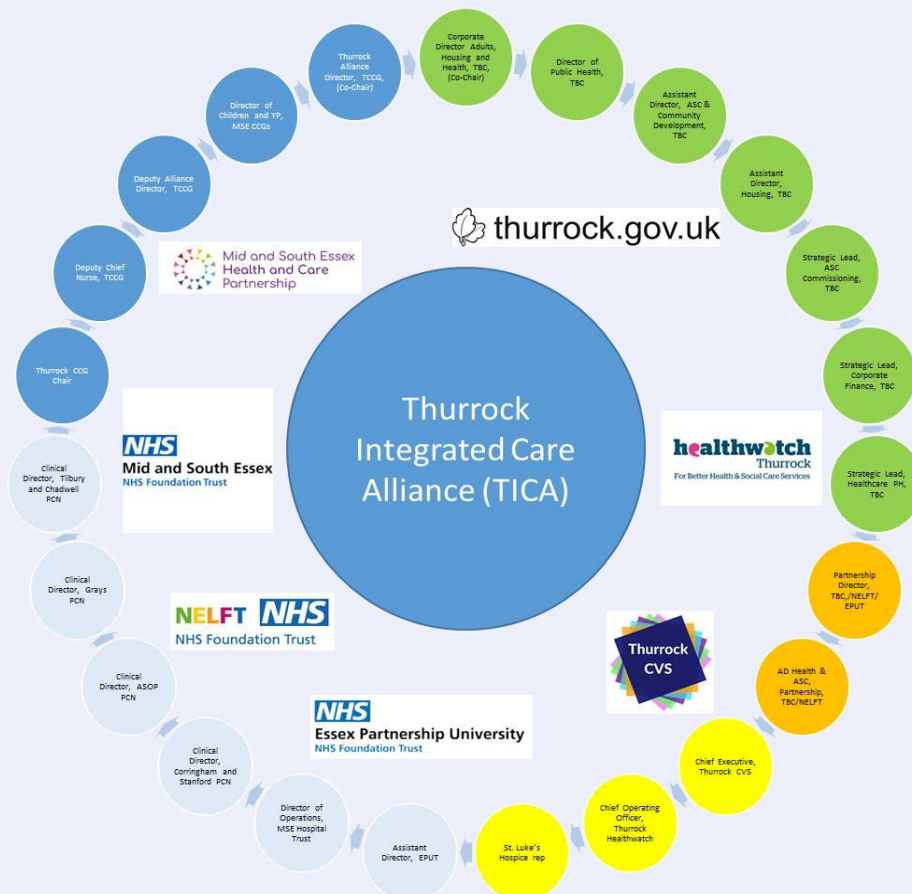 Corporate
Director Adults,
Housing and
Health, TBC,
(Co-Chair)
Director of
Public Health,
TBC
Assistant
Director, ASC &
Community
Development,
TBC
Assistant
Director,
Housing, TBC
Strategic Lead,
ASC
Commissioning,
TBC
Strategic Lead,
Corporate
Finance, TBC
Strategic Lead,
Healthcare PH,
TBC
Partnership
Director,
TBC,/NELFT/
EPUT
AD Health &
ASC,
Partnership,
TBC/NELFT
Chief Executive,
Thurrock CVS
Chief Operating
Officer,
Thurrock
Healthwatch
St. Luke's
Hospice rep
Assistant
Director, EPUT
Director of
Operations,
MSE Hospital
Trust
Clinical
Director,
Corringham and
Stanford PCN
Clinical
Director, ASOP
PCN
Clinical
Director, Grays
PCN
Clinical
Director, Tilbury
and Chadwell
PCN
Thurrock CCG
Chair
Deputy Chief
Nurse, TCCG
Deputy Alliance
Director, TCCG
Director of
Children and YP,
MSE CCGs
Thurrock
Alliance
Director, TCCG,
(Co-Chair)
thurrock.gov.uk
Mid and South Essex
Health and Care
Partnership
Thurrock
Integrated Care
Alliance (TICA)
NHS
Mid and South Essex
NHS Foundation Trust
healthwatch
Thurrock
For Better Health & Social Care Services
NELFT NHS
NHS Foundation Trust
Thurrock
CVS
NHS
Essex Partnership University
NHS Foundation Trust